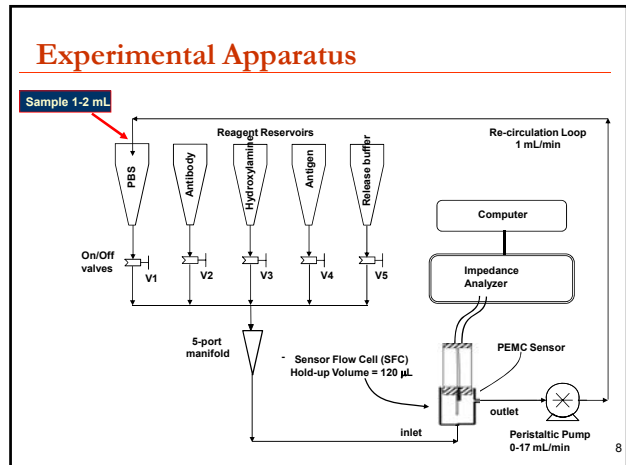 Experimental Apparatus
Sample 1-2 mL
Reagent Reservoirs
Re-circulation Loop
1 mL/min
PBS
Antibody
Hydroxylamine
Antigen
Release buffer
Computer
On/Off
valves
V1
V2
V3
V4
V5
Impedance
Analyzer
5-port
manifold
- Sensor Flow Cell (SFC)
Hold-up Volume = 120 µL
PEMC Sensor
outlet
inlet
Peristaltic Pump
0-17 mL/min
8